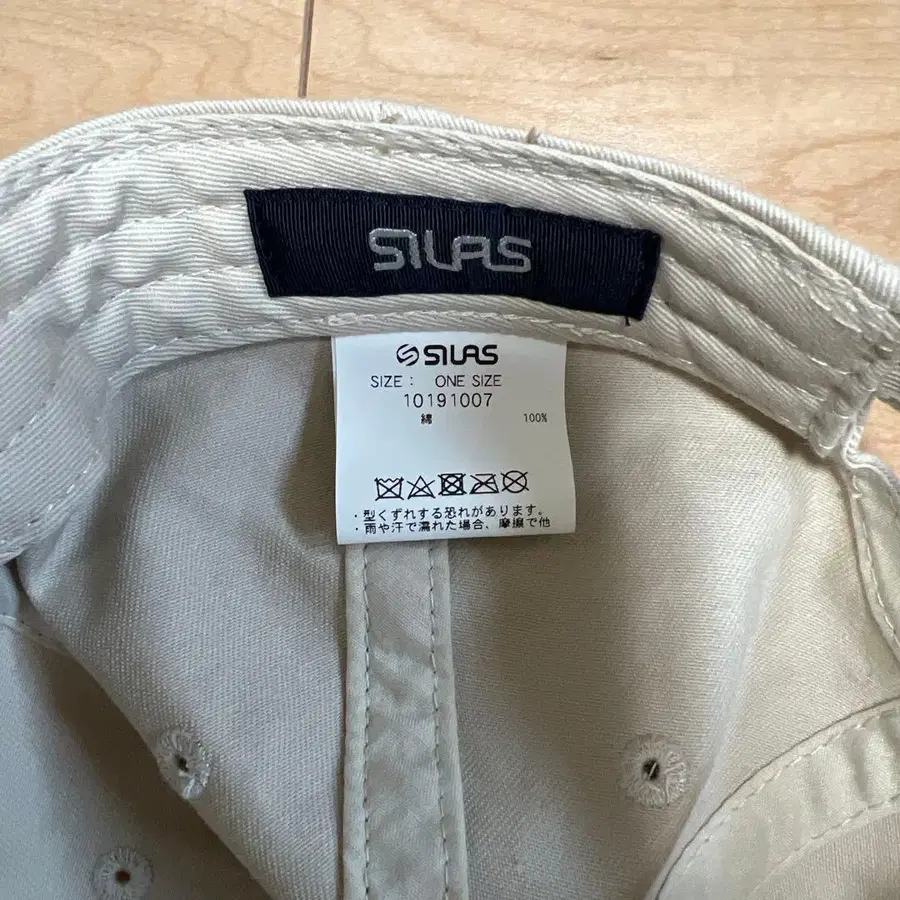 SILAS
SILAS
SIZE : ONE SIZE
10191007
綿 100%
・型くずれする恐れがあります。
・雨や汗で濡れた場合、摩擦で他